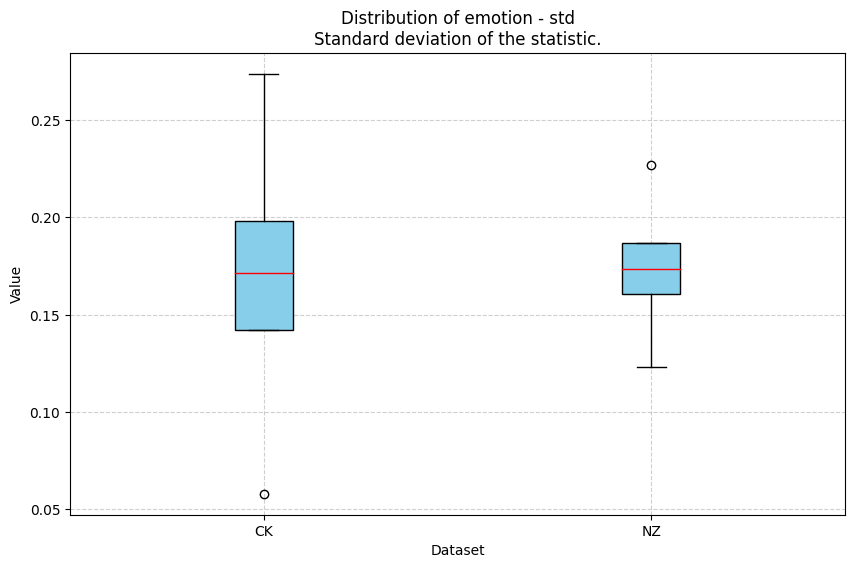 Distribution of emotion - std
Standard deviation of the statistic.
Value
0.25
0.20
0.15
0.10
0.05
CK
NZ
Dataset